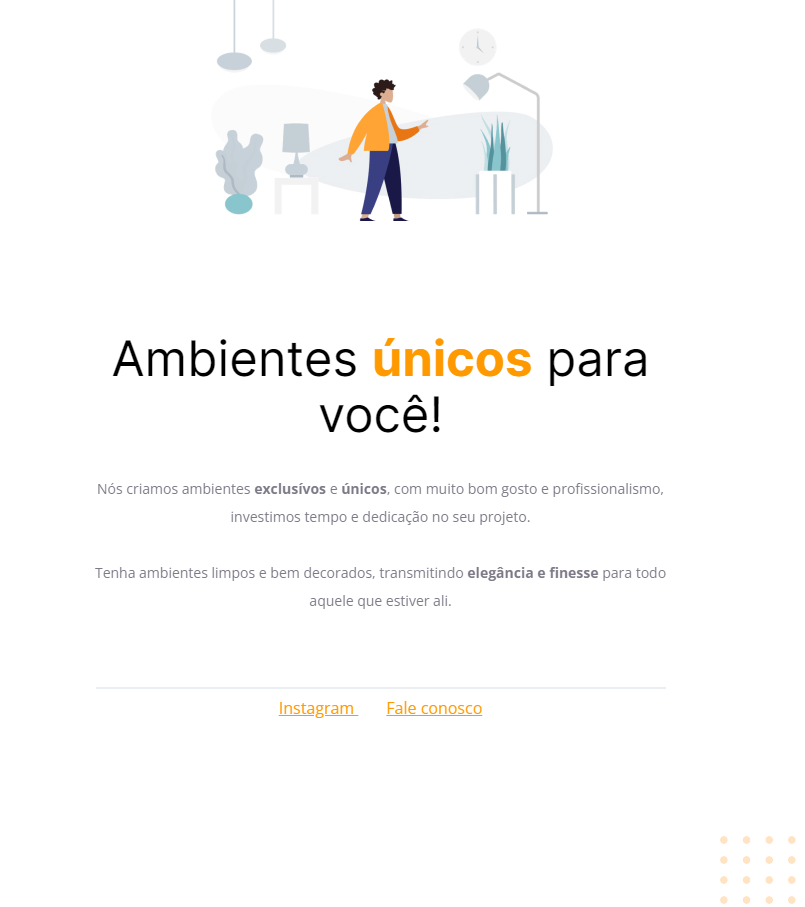 Ambientes únicos para
você!
Nós criamos ambientes exclusívos e únicos, com muito bom gosto e profissionalismo,
investimos tempo e dedicação no seu projeto.
Tenha ambientes limpos e bem decorados, transmitindo elegância e finesse para todo
aquele que estiver ali.
Instagram Fale conosco